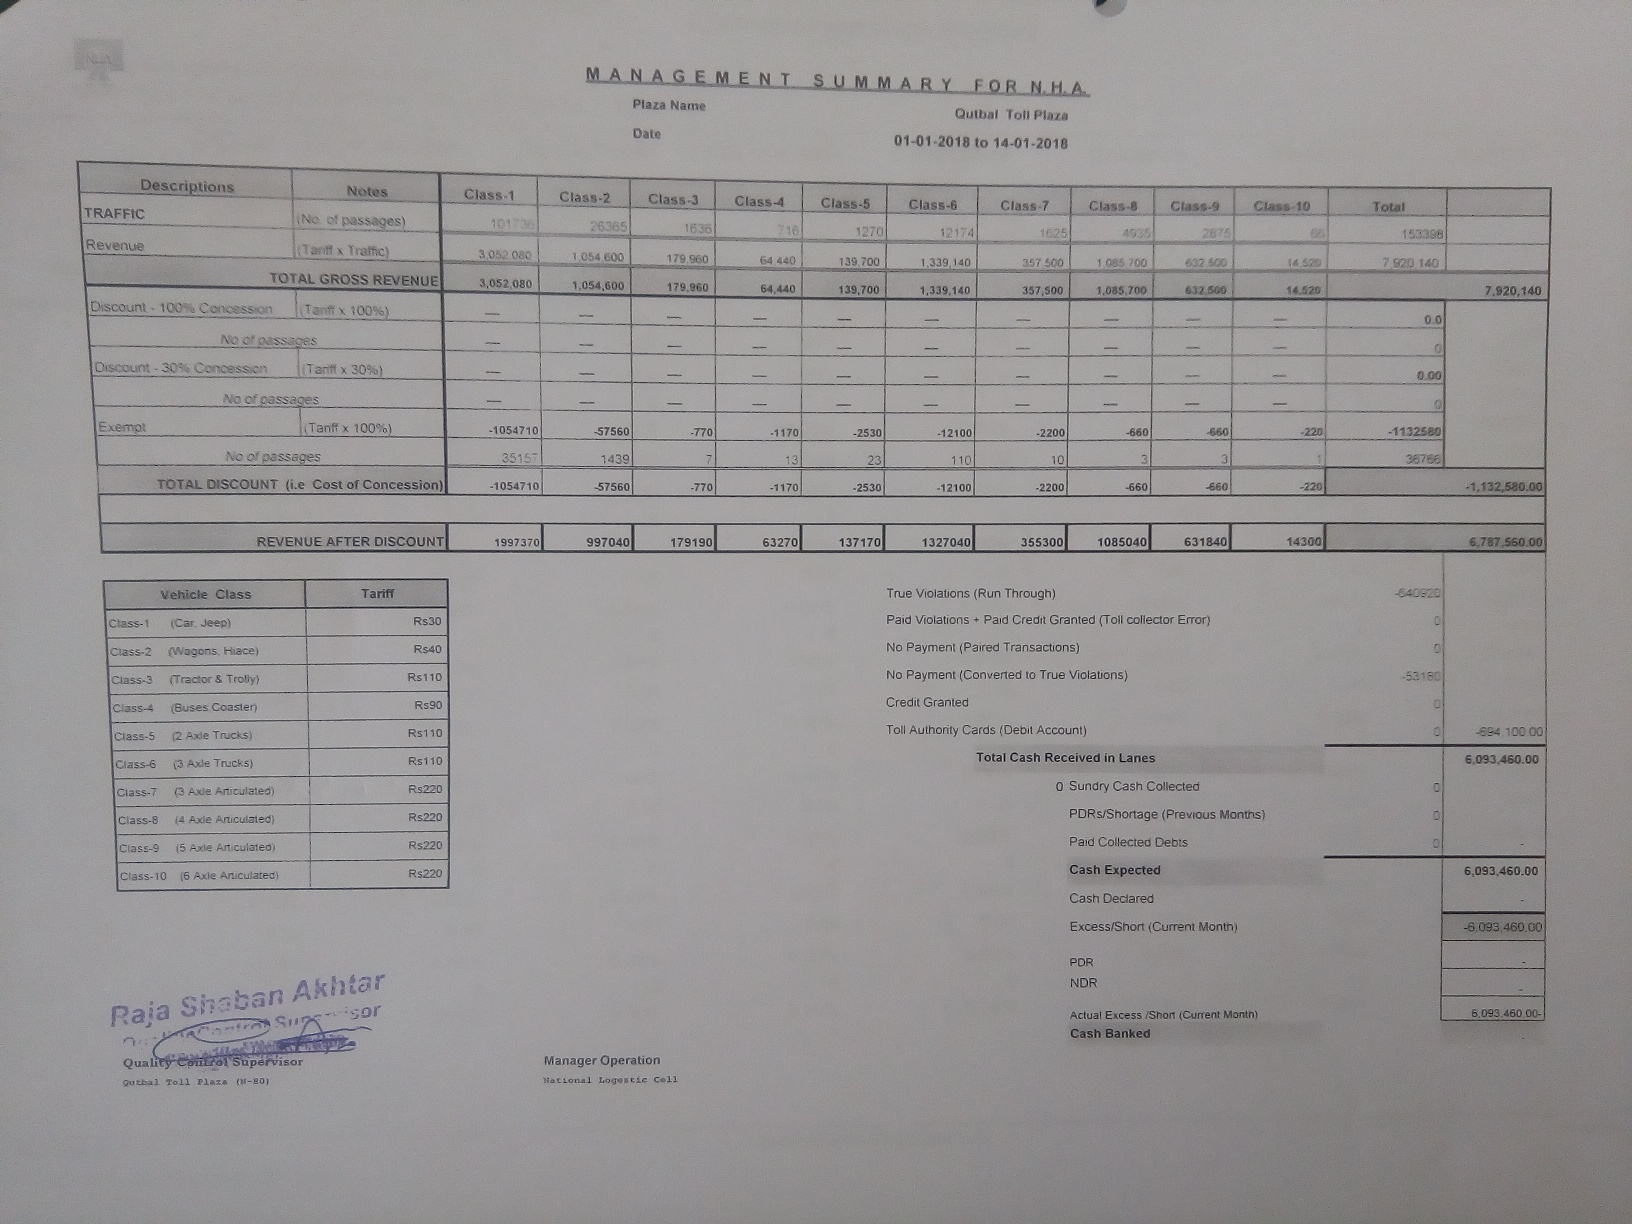 NHA
MANAGEMENT SUMMARY FOR N.H.A.
Plaza Name Qutbal Toll Plaza
Date 01-01-2018 to 14-01-2018
Descriptions Notes Class-1 Class-2 Class-3 Class-4 Class-5 Class-6 Class-7 Class-8 Class-9 Class-10 Total
TRAFFIC (No. of passages) 101736 26365 1636 716 1270 12174 1625 4935 2875 66 153398
Revenue (Tariff x Traffic) 3,052,080 1,054,600 179,960 64,440 139,700 1,339,140 357,500 1,085,700 632,500 14,520 7,920,140
TOTAL GROSS REVENUE 3,052,080 1,054,600 179,960 64,440 139,700 1,339,140 357,500 1,085,700 632,500 14,520 7,920,140
Discount - 100% Concession (Tariff x 100%) — — — — — — — — — — 0.0
No of passages — — — — — — — — — — 0
Discount - 30% Concession (Tariff x 30%) — — — — — — — — — — 0.00
No of passages — — — — — — — — — — 0
Exempt (Tariff x 100%) -1054710 -57560 -770 -1170 -2530 -12100 -2200 -660 -660 -220 -1132580
No of passages 35157 1439 7 13 23 110 10 3 3 1 36766
TOTAL DISCOUNT (i.e Cost of Concession) -1054710 -57560 -770 -1170 -2530 -12100 -2200 -660 -660 -220 -1,132,580.00
REVENUE AFTER DISCOUNT 1997370 997040 179190 63270 137170 1327040 355300 1085040 631840 14300 6,787,560.00
Vehicle Class Tariff
Class-1 (Car, Jeep) Rs30
Class-2 (Wagons, Hiace) Rs40
Class-3 (Tractor & Trolly) Rs110
Class-4 (Buses Coaster) Rs90
Class-5 (2 Axle Trucks) Rs110
Class-6 (3 Axle Trucks) Rs110
Class-7 (3 Axle Articulated) Rs220
Class-8 (4 Axle Articulated) Rs220
Class-9 (5 Axle Articulated) Rs220
Class-10 (6 Axle Articulated) Rs220
True Violations (Run Through) -640920
Paid Violations + Paid Credit Granted (Toll collector Error) 0
No Payment (Paired Transactions) 0
No Payment (Converted to True Violations) -53180
Credit Granted 0
Toll Authority Cards (Debit Account) 0 -694,100.00
Total Cash Received in Lanes 6,093,460.00
0 Sundry Cash Collected 0
PDRs/Shortage (Previous Months) 0
Paid Collected Debts 0 -
Cash Expected 6,093,460.00
Cash Declared -
Excess/Short (Current Month) -6,093,460.00
PDR -
NDR -
Actual Excess /Short (Current Month) 6,093,460.00-
Cash Banked -
Raja Shaban Akhtar
Control Supervisor
Quality Control Supervisor
Qutbal Toll Plaza (N-80)
Manager Operation
National Logestic Cell